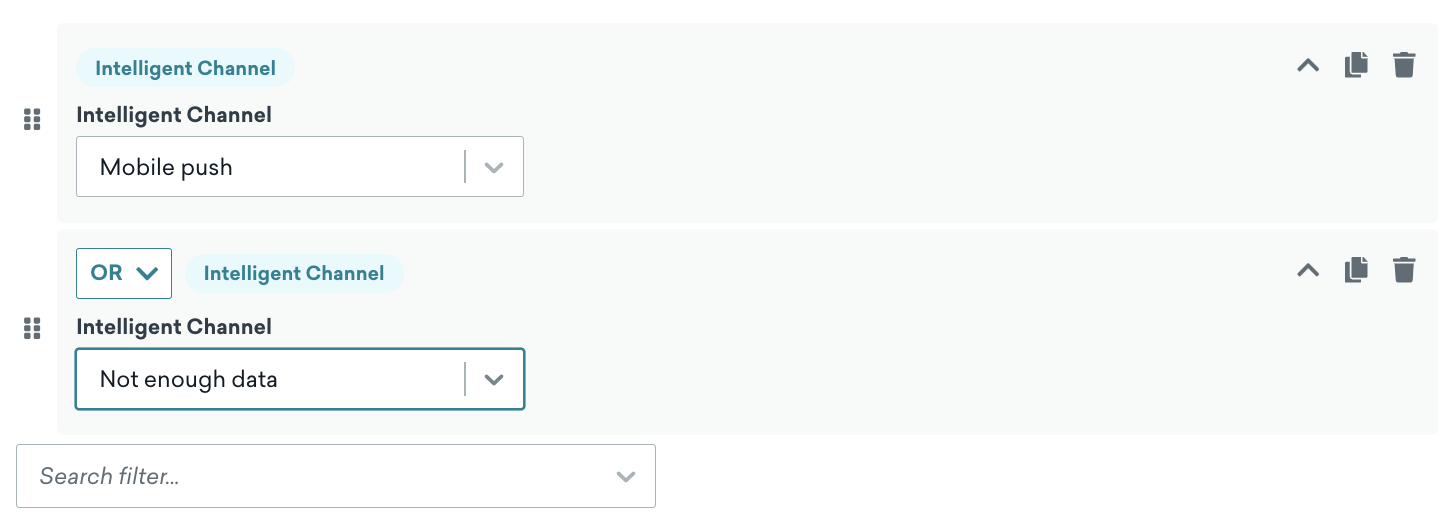 Intelligent Channel
Intelligent Channel
Mobile push
OR Intelligent Channel
Intelligent Channel
Not enough data
Search filter...